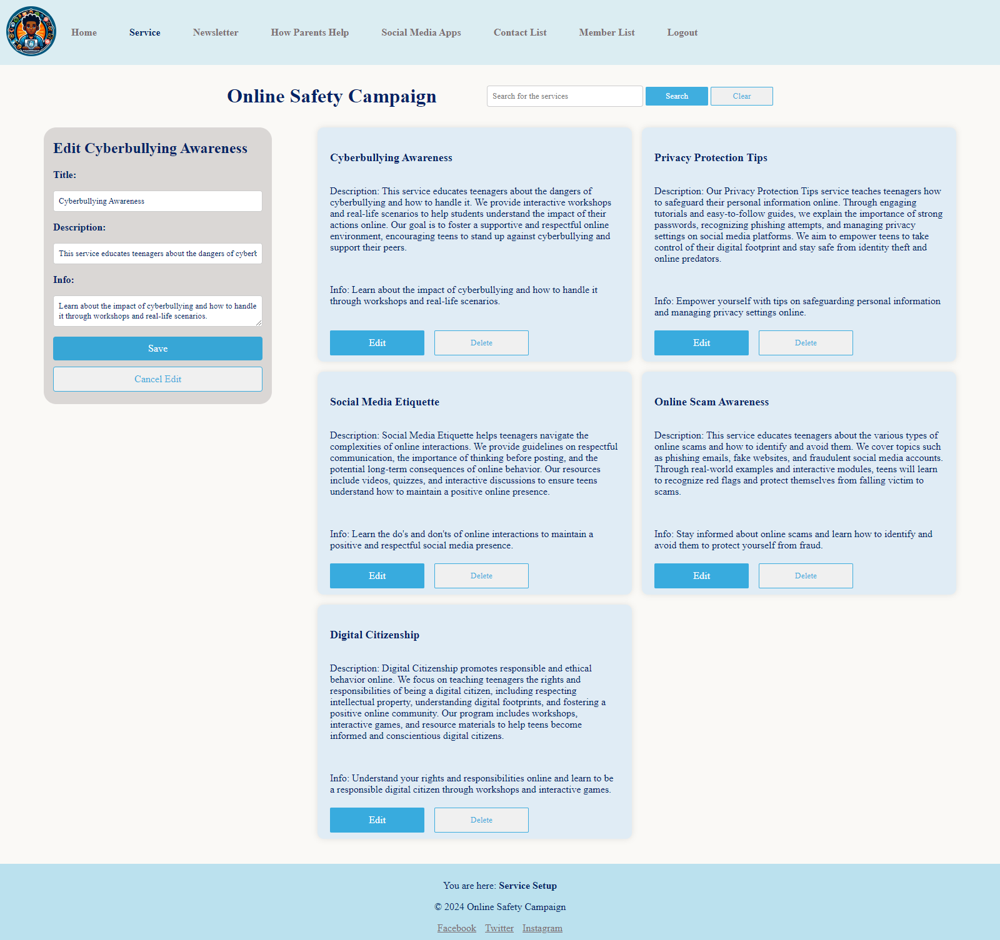 Home Service Newsletter How Parents Help Social Media Apps Contact List Member List Logout
Online Safety Campaign
Search for the services
Search
Clear
Edit Cyberbullying Awareness
Title:
Cyberbullying Awareness
Description:
This service educates teenagers about the dangers of cyberb
Info:
Learn about the impact of cyberbullying and how to handle
it through workshops and real-life scenarios.
Save
Cancel Edit
Cyberbullying Awareness
Description: This service educates teenagers about the dangers of
cyberbullying and how to handle it. We provide interactive workshops
and real-life scenarios to help students understand the impact of their
actions online. Our goal is to foster a supportive and respectful online
environment, encouraging teens to stand up against cyberbullying and
support their peers.
Info: Learn about the impact of cyberbullying and how to handle it
through workshops and real-life scenarios.
Edit
Delete
Privacy Protection Tips
Description: Our Privacy Protection Tips service teaches teenagers how
to safeguard their personal information online. Through engaging
tutorials and easy-to-follow guides, we explain the importance of strong
passwords, recognizing phishing attempts, and managing privacy
settings on social media platforms. We aim to empower teens to take
control of their digital footprint and stay safe from identity theft and
online predators.
Info: Empower yourself with tips on safeguarding personal information
and managing privacy settings online.
Edit
Delete
Social Media Etiquette
Description: Social Media Etiquette helps teenagers navigate the
complexities of online interactions. We provide guidelines on respectful
communication, the importance of thinking before posting, and the
potential long-term consequences of online behavior. Our resources
include videos, quizzes, and interactive discussions to ensure teens
understand how to maintain a positive online presence.
Info: Learn the do's and don'ts of online interactions to maintain a
positive and respectful social media presence.
Edit
Delete
Online Scam Awareness
Description: This service educates teenagers about the various types of
online scams and how to identify and avoid them. We cover topics such
as phishing emails, fake websites, and fraudulent social media accounts.
Through real-world examples and interactive modules, teens will learn
to recognize red flags and protect themselves from falling victim to
scams.
Info: Stay informed about online scams and learn how to identify and
avoid them to protect yourself from fraud.
Edit
Delete
Digital Citizenship
Description: Digital Citizenship promotes responsible and ethical
behavior online. We focus on teaching teenagers the rights and
responsibilities of being a digital citizen, including respecting
intellectual property, understanding digital footprints, and fostering a
positive online community. Our program includes workshops,
interactive games, and resource materials to help teens become
informed and conscientious digital citizens.
Info: Understand your rights and responsibilities online and learn to be
a responsible digital citizen through workshops and interactive games.
Edit
Delete
You are here: Service Setup
© 2024 Online Safety Campaign
Facebook Twitter Instagram